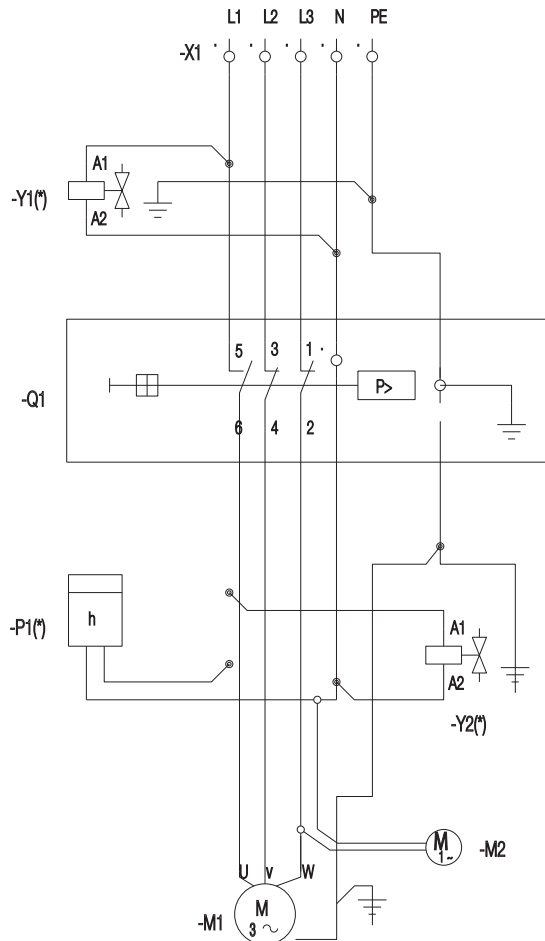 L1 L2 L3 N PE
-X1
A1
-Y1(*)
A2
5 3 1
P>
-Q1
6 4 2
h
-P1(*)
A1
A2
-Y2(*)
M
1~
-M2
U V W
-M1
M
3~